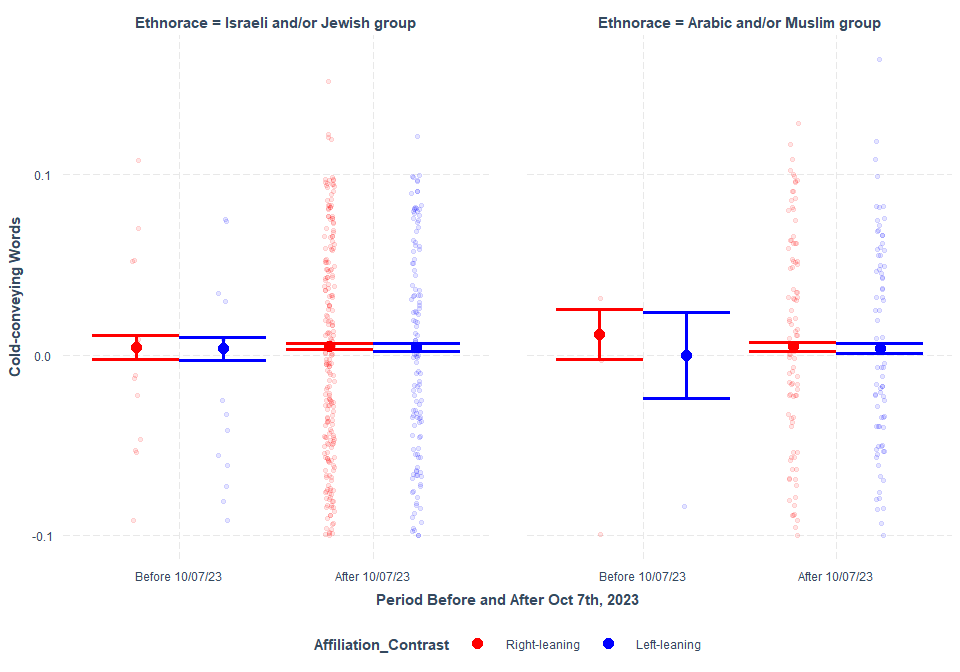 Ethnorace = Israeli and/or Jewish group
Ethnorace = Arabic and/or Muslim group
Cold-conveying Words
0.1
0.0
-0.1
Before 10/07/23
After 10/07/23
Before 10/07/23
After 10/07/23
Period Before and After Oct 7th, 2023
Affiliation_Contrast
Right-leaning
Left-leaning